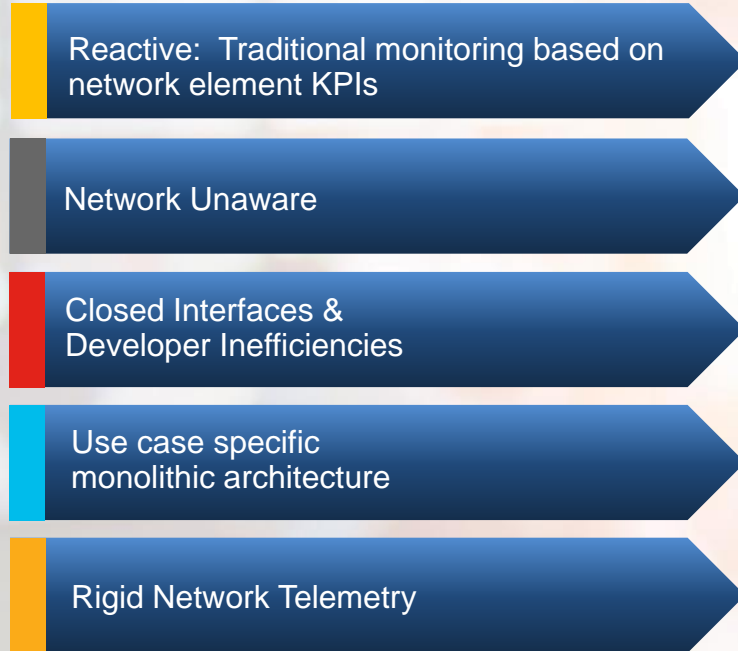 Reactive: Traditional monitoring based on
network element KPIs
Network Unaware
Closed Interfaces &
Developer Inefficiencies
Use case specific
monolithic architecture
Rigid Network Telemetry